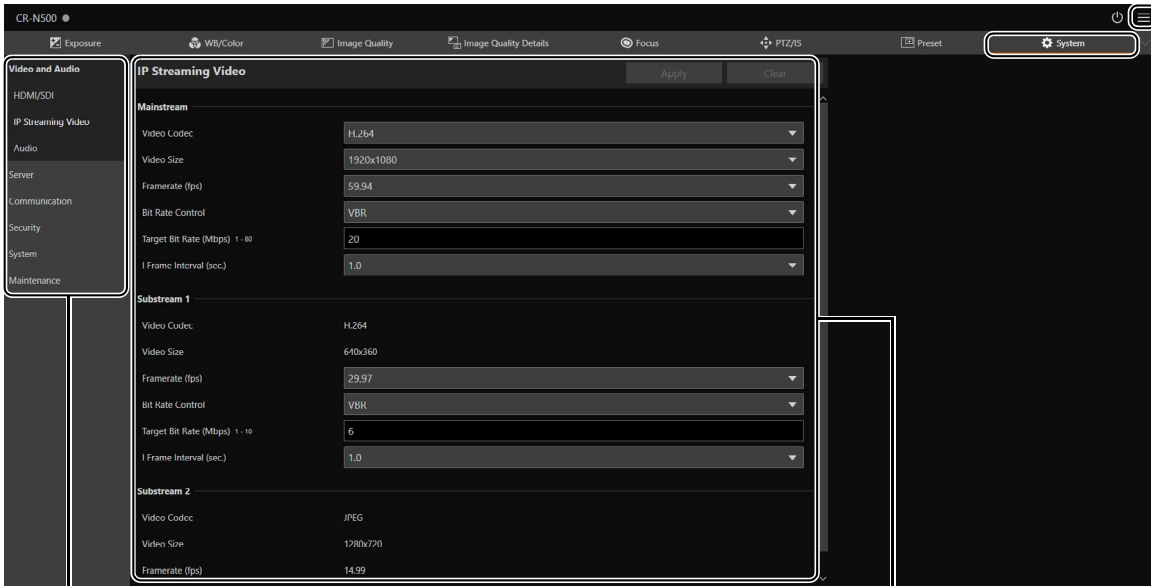 CR-N500
Exposure WB/Color Image Quality Image Quality Details Focus PTZ/IS Preset System
Video and Audio
HDMI/SDI
IP Streaming Video
Audio
Server
Communication
Security
System
Maintenance
IP Streaming Video Apply Clear
Mainstream
Video Codec H.264
Video Size 1920x1080
Framerate (fps) 59.94
Bit Rate Control VBR
Target Bit Rate (Mbps) 1 - 80 20
I Frame Interval (sec.) 1.0
Substream 1
Video Codec H.264
Video Size 640x360
Framerate (fps) 29.97
Bit Rate Control VBR
Target Bit Rate (Mbps) 1 - 10 6
I Frame Interval (sec.) 1.0
Substream 2
Video Codec JPEG
Video Size 1280x720
Framerate (fps) 14.99